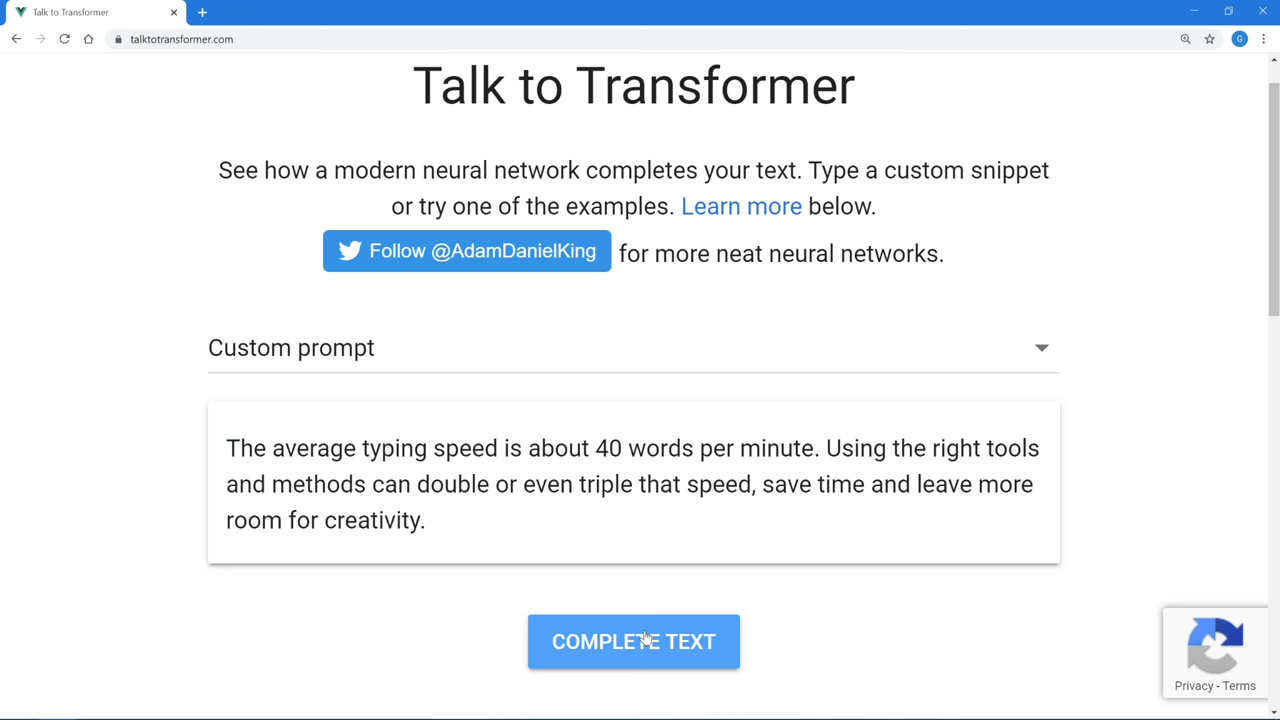 Talk to Transformer
talktotransformer.com
G
Talk to Transformer
See how a modern neural network completes your text. Type a custom snippet
or try one of the examples. Learn more below.
Follow @AdamDanielKing for more neat neural networks.
Custom prompt
The average typing speed is about 40 words per minute. Using the right tools
and methods can double or even triple that speed, save time and leave more
room for creativity.
COMPLETE TEXT
Privacy - Terms